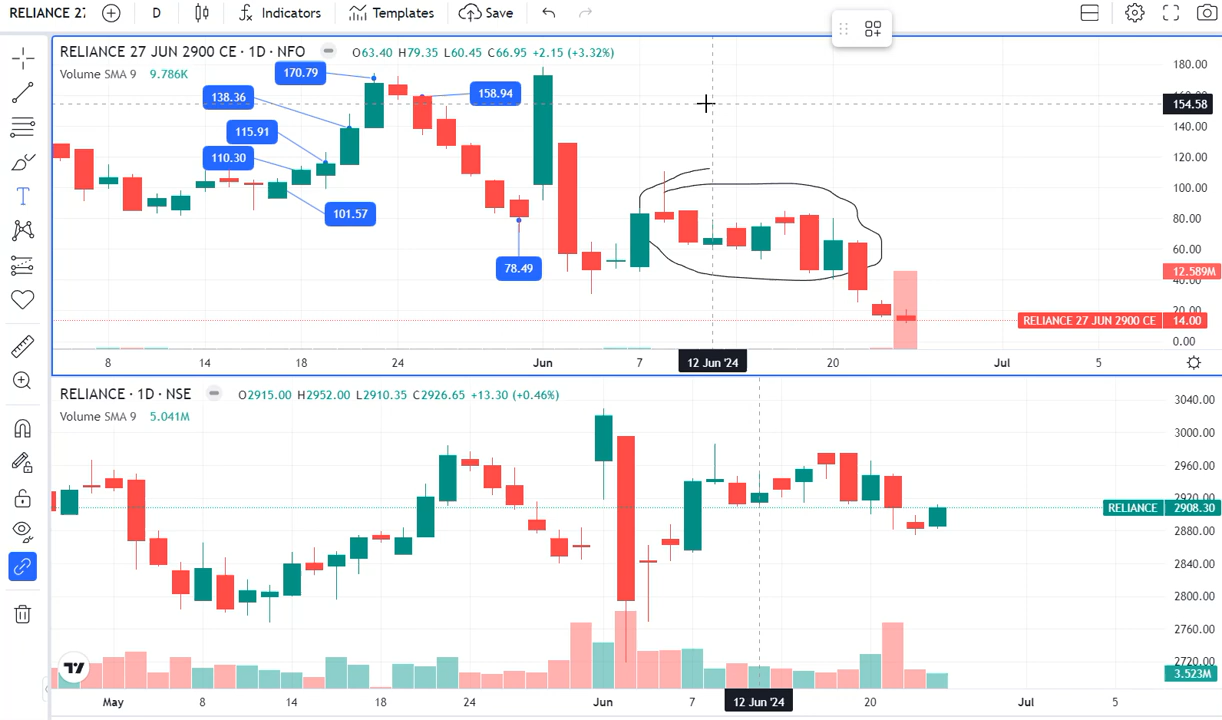 RELIANCE 27 D Indicators Templates Save
RELIANCE 27 JUN 2900 CE · 1D · NFO O63.40 H79.35 L60.45 C66.95 +2.15 (+3.32%)
Volume SMA 9 9.786K
170.79
138.36
158.94
115.91
110.30
101.57
78.49
180.00
154.58
140.00
120.00
100.00
80.00
60.00
12.589M
40.00
20.00
RELIANCE 27 JUN 2900 CE 14.00
0.00
8 14 18 24 Jun 7 12 Jun '24 20 Jul 5
RELIANCE · 1D · NSE O2915.00 H2952.00 L2910.35 C2926.65 +13.30 (+0.46%)
Volume SMA 9 5.041M
3040.00
3000.00
2960.00
2920.00
RELIANCE 2908.30
2880.00
2840.00
2800.00
2760.00
2720.00
3.523M
May 8 14 18 24 Jun 7 12 Jun '24 20 Jul 5